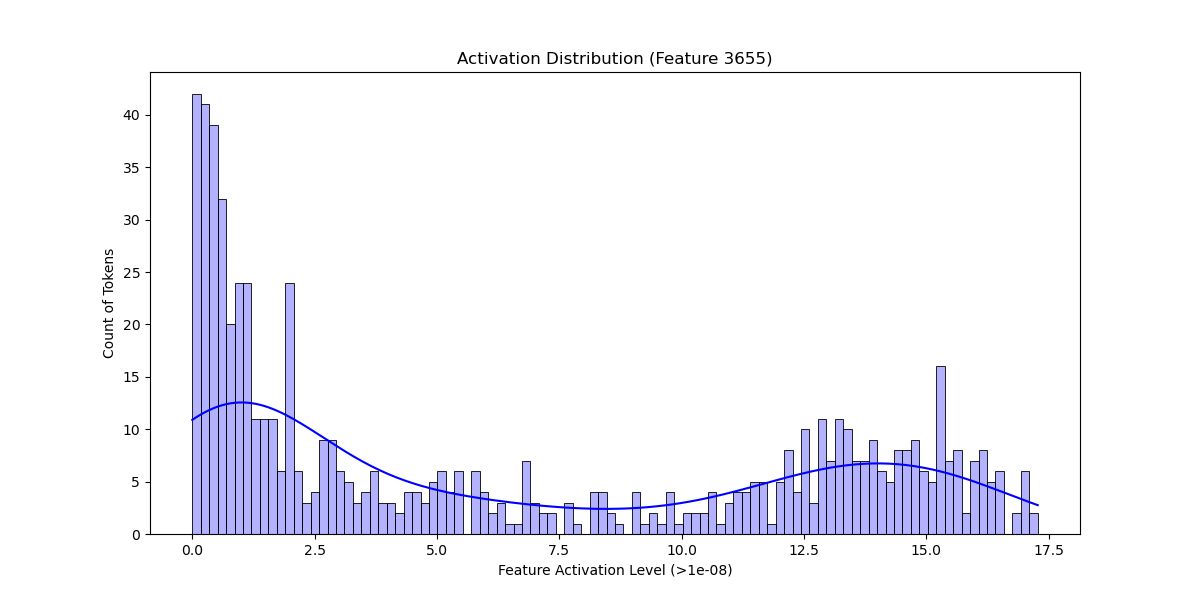 Activation Distribution (Feature 3655)
Count of Tokens
40
35
30
25
20
15
10
5
0
0.0 2.5 5.0 7.5 10.0 12.5 15.0 17.5
Feature Activation Level (>1e-08)